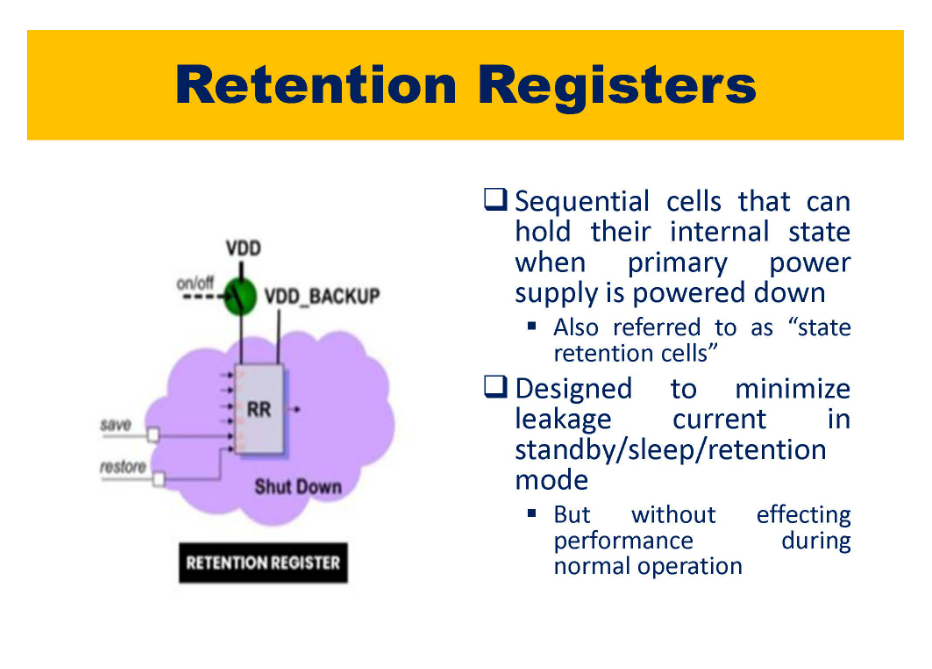 Retention Registers
VDD
on/off
VDD_BACKUP
RR
save
restore
Shut Down
RETENTION REGISTER
❑ Sequential cells that can
hold their internal state
when primary power
supply is powered down
▪ Also referred to as “state
retention cells”
❑ Designed to minimize
leakage current in
standby/sleep/retention
mode
▪ But without effecting
performance during
normal operation